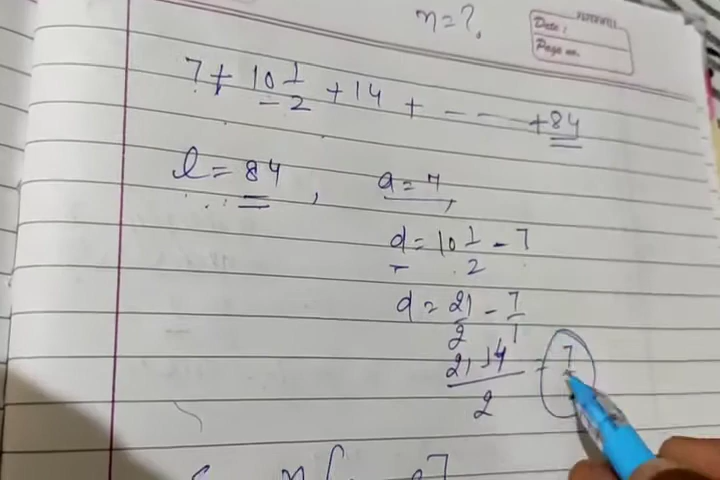 n=?
Date :
Page no.
7 + 10 1/2 + 14 + - - - + 84
l = 84 , a = 7 ,
d = 10 1/2 - 7
d = 21/2 - 7/1
21-14/2 = 7